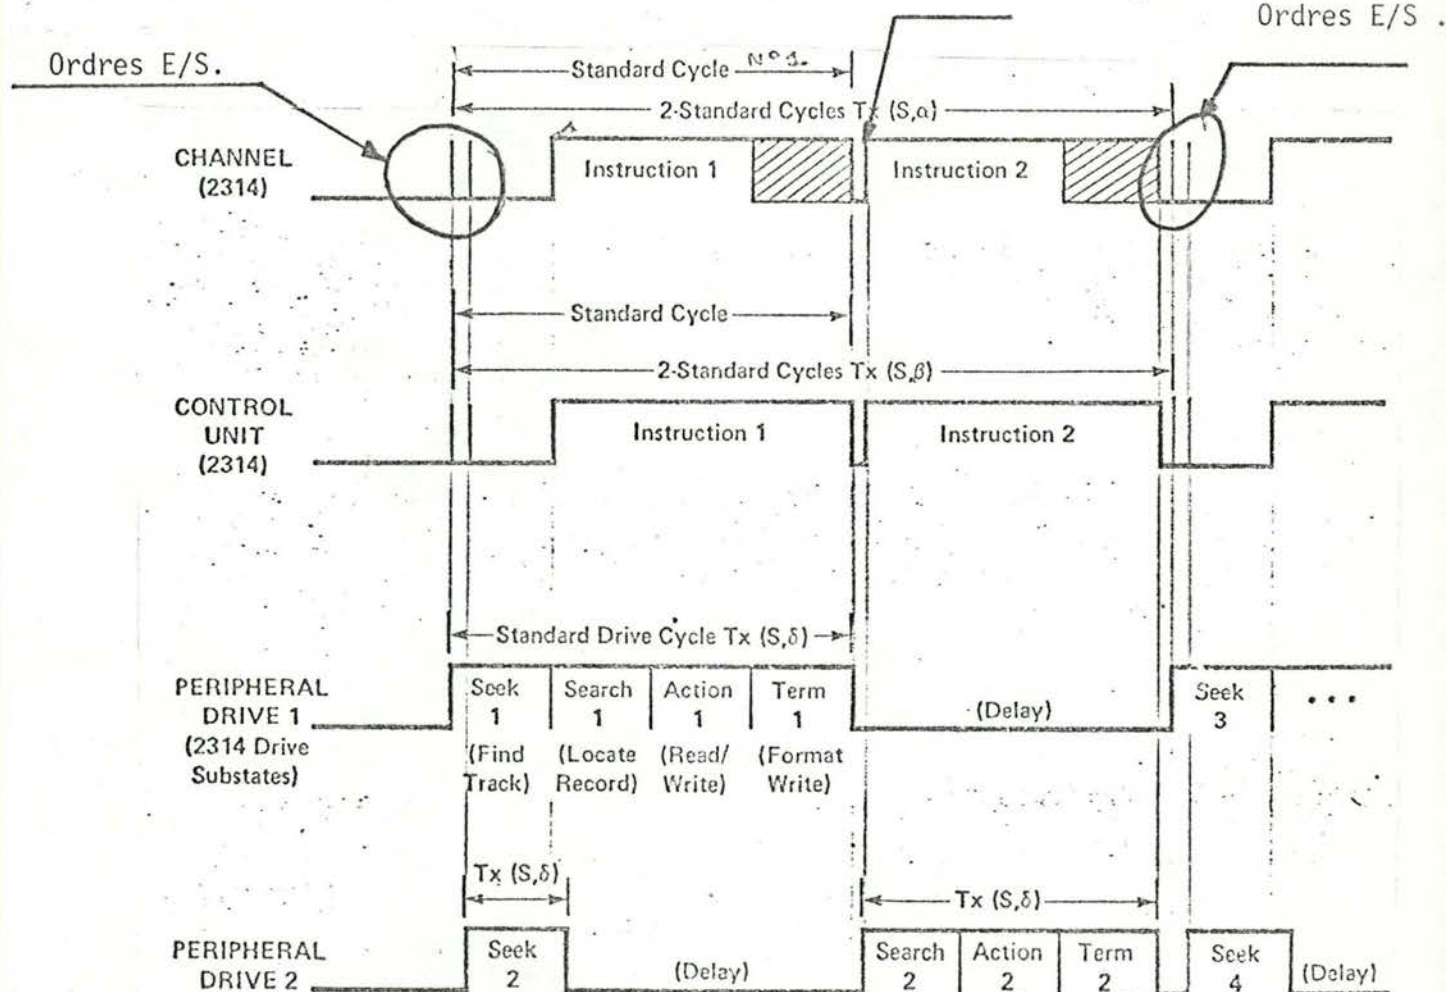 Ordres E/S .
Ordres E/S.
Standard Cycle N°1.
2-Standard Cycles Tx (S,α)
CHANNEL
(2314)
Instruction 1
Instruction 2
Standard Cycle
2-Standard Cycles Tx (S,β)
CONTROL
UNIT
(2314)
Instruction 1
Instruction 2
Standard Drive Cycle Tx (S,δ)
PERIPHERAL
DRIVE 1
(2314 Drive
Substates)
Seek
1
(Find
Track)
Search
1
(Locate
Record)
Action
1
(Read/
Write)
Term
1
(Format
Write)
(Delay)
Seek
3
...
Tx (S,δ)
Tx (S,δ)
PERIPHERAL
DRIVE 2
Seek
2
(Delay)
Search
2
Action
2
Term
2
Seek
4
(Delay)